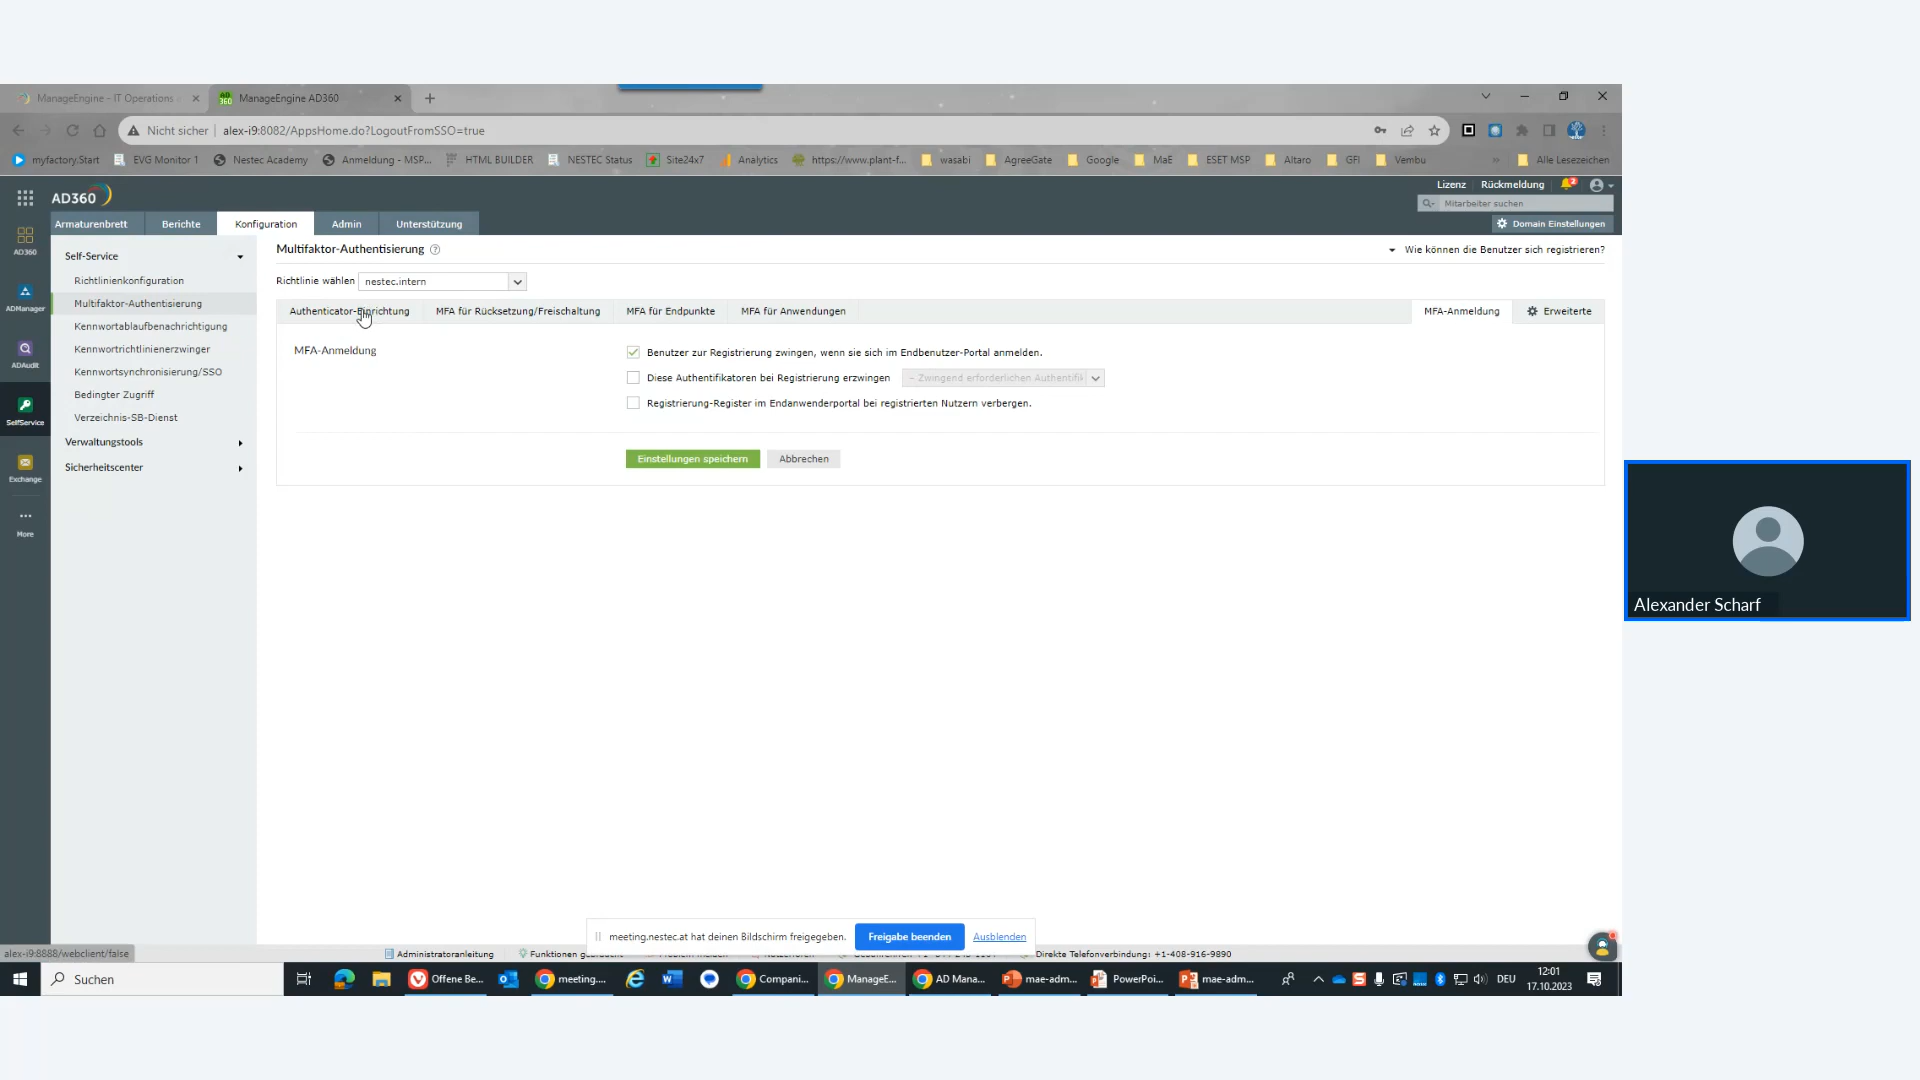 ManageEngine - IT Operations
ManageEngine AD360
Nicht sicher
alex-i9:8082/AppsHome.do?LogoutFromSSO=true
myfactory.Start
EVG Monitor 1
Nestec Academy
Anmeldung - MSP...
HTML BUILDER
NESTEC Status
Site24x7
Analytics
https://www.plant-f...
wasabi
AgreeGate
Google
MaE
ESET MSP
Altaro
GFI
Vembu
»
Alle Lesezeichen
AD360
Lizenz
Rückmeldung
2
Mitarbeiter suchen
Armaturenbrett
Berichte
Konfiguration
Admin
Unterstützung
Domain Einstellungen
AD360
ADManager
ADAudit
SelfService
Exchange
More
Self-Service
Richtlinienkonfiguration
Multifaktor-Authentisierung
Kennwortablaufbenachrichtigung
Kennwortrichtlinienerzwinger
Kennwortsynchronisierung/SSO
Bedingter Zugriff
Verzeichnis-SB-Dienst
Verwaltungstools
Sicherheitscenter
Multifaktor-Authentisierung
Wie können die Benutzer sich registrieren?
Richtlinie wählen
nestec.intern
Authenticator-Einrichtung
MFA für Rücksetzung/Freischaltung
MFA für Endpunkte
MFA für Anwendungen
MFA-Anmeldung
Erweiterte
MFA-Anmeldung
Benutzer zur Registrierung zwingen, wenn sie sich im Endbenutzer-Portal anmelden.
Diese Authentifikatoren bei Registrierung erzwingen
- Zwingend erforderlichen Authentifik
Registrierung-Register im Endanwenderportal bei registrierten Nutzern verbergen.
Einstellungen speichern
Abbrechen
Alexander Scharf
meeting.nestec.at hat deinen Bildschirm freigegeben.
Freigabe beenden
Ausblenden
alex-i9:8888/webclient/false
Administratoranleitung
Direkte Telefonverbindung: +1-408-916-9890
Suchen
Offene Be...
meeting....
Compani...
ManageE...
AD Mana...
mae-adm...
PowerPoi...
mae-adm...
DEU
12:01
17.10.2023